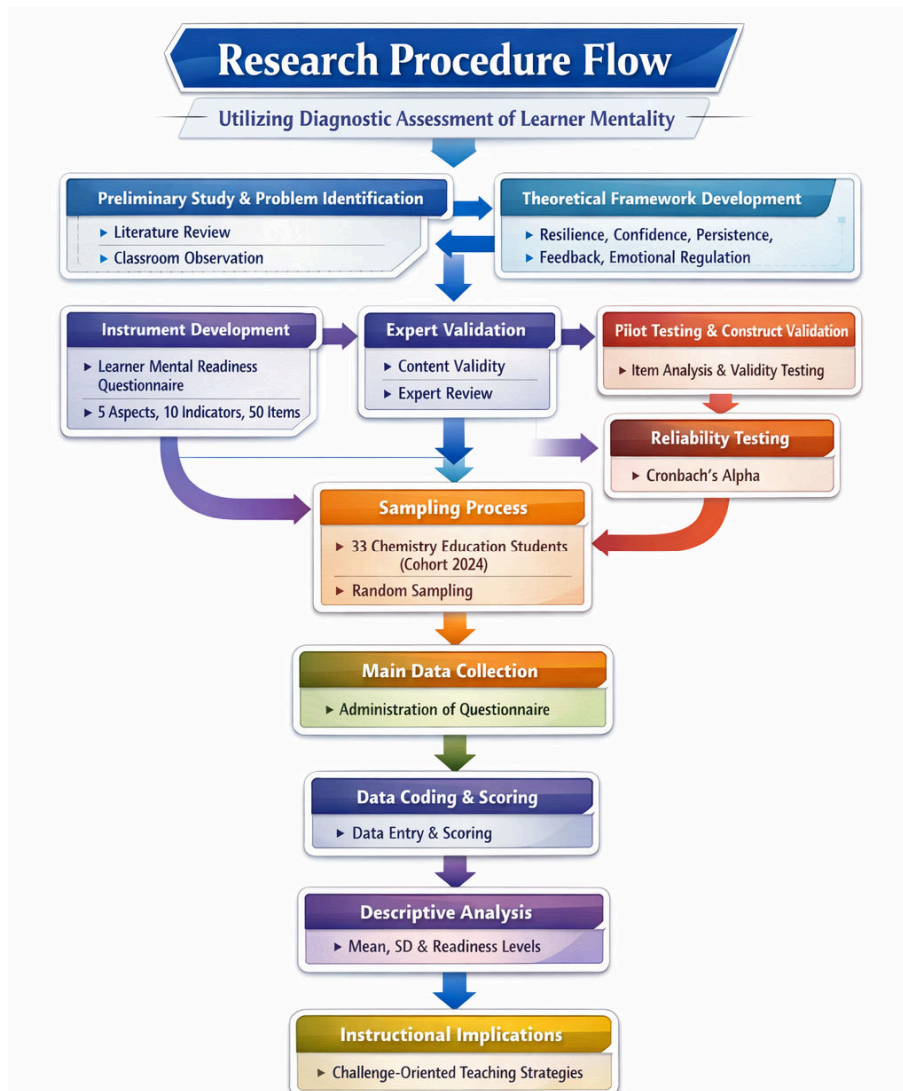 Research Procedure Flow
Utilizing Diagnostic Assessment of Learner Mentality
Preliminary Study & Problem Identification
Literature Review
Classroom Observation
Theoretical Framework Development
Resilience, Confidence, Persistence,
Feedback, Emotional Regulation
Instrument Development
Learner Mental Readiness
Questionnaire
5 Aspects, 10 Indicators, 50 Items
Expert Validation
Content Validity
Expert Review
Pilot Testing & Construct Validation
Item Analysis & Validity Testing
Reliability Testing
Cronbach's Alpha
Sampling Process
33 Chemistry Education Students
(Cohort 2024)
Random Sampling
Main Data Collection
Administration of Questionnaire
Data Coding & Scoring
Data Entry & Scoring
Descriptive Analysis
Mean, SD & Readiness Levels
Instructional Implications
Challenge-Oriented Teaching Strategies